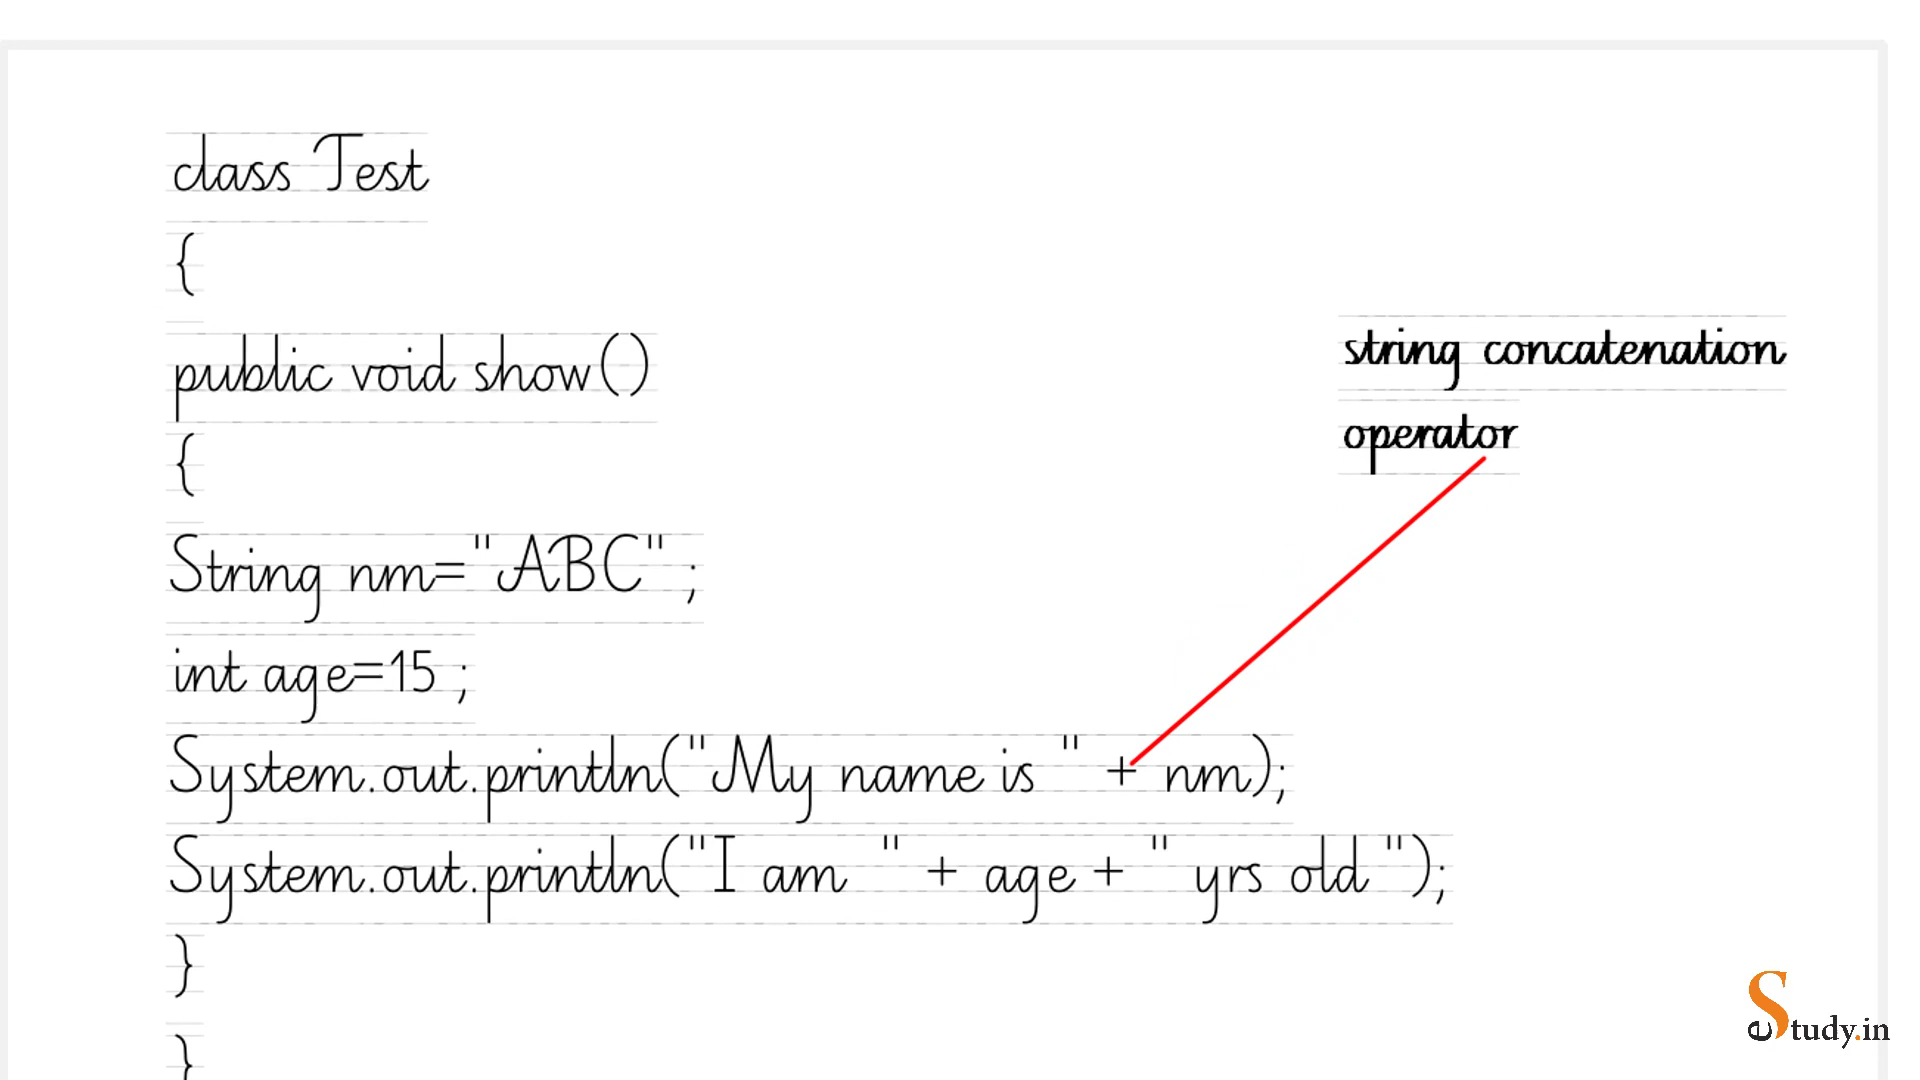 class Test
{
public void show()
{
String nm="ABC" ;
int age=15 ;
System.out.println("My name is " + nm);
System.out.println("I am " + age + " yrs old ");
}
}
string concatenation
operator
eStudy.in